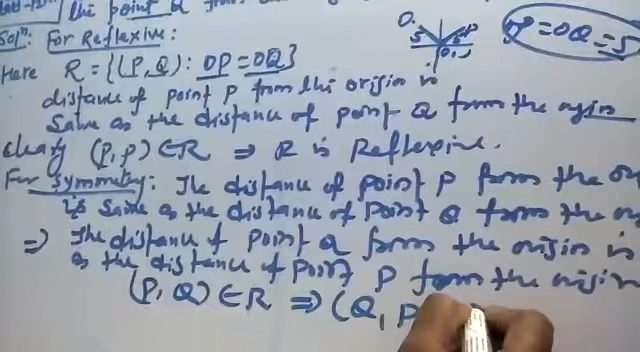 the point Q from
Solⁿ: For Reflexive:
Here R = {(P,Q): OP = OQ}
distance of point P from the origin is
same as the distance of point Q from the origin
Clearly (P,P) ∈ R ⇒ R is Reflexive.
For Symmetry: The distance of point P from the
is same as the distance of Point Q from the
⇒ The distance of point Q from the origin is
as the distance of point P from the origin
(P, Q) ∈ R ⇒ (Q, P
O.
5 5
= OQ = 5